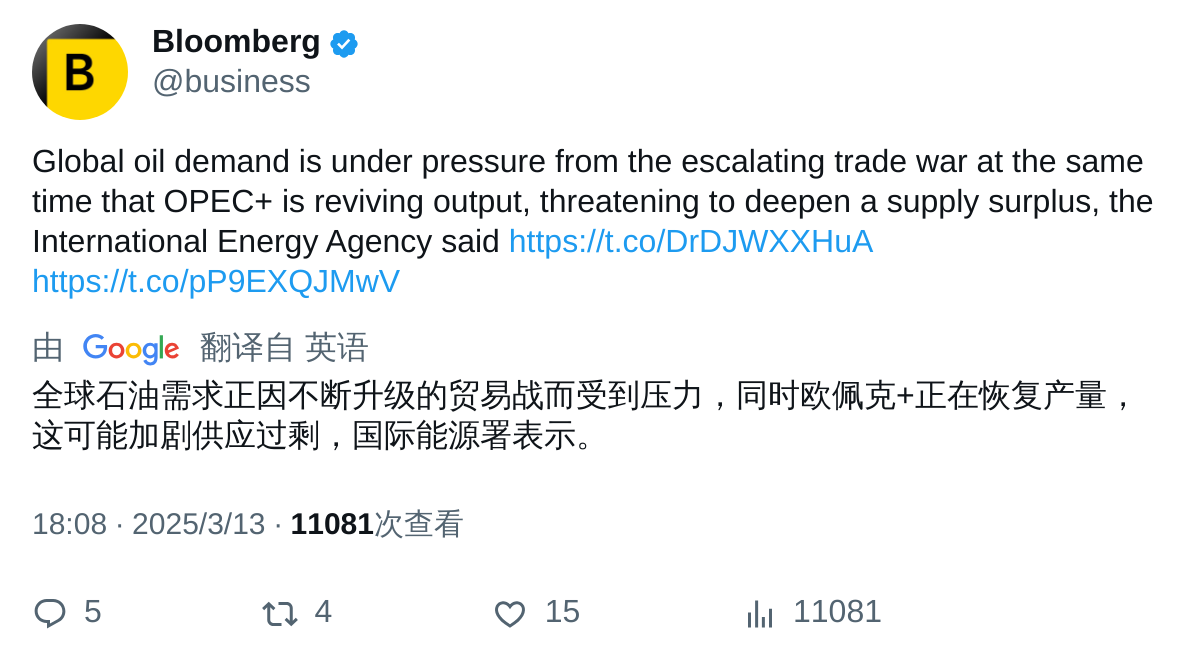 B
Bloomberg
@business
Global oil demand is under pressure from the escalating trade war at the same
time that OPEC+ is reviving output, threatening to deepen a supply surplus, the
International Energy Agency said https://t.co/DrDJWXXHuA
https://t.co/pP9EXQJMwV
由 Google 翻译自 英语
全球石油需求正因不断升级的贸易战而受到压力，同时欧佩克+正在恢复产量，
这可能加剧供应过剩，国际能源署表示。
18:08 · 2025/3/13 · 11081次查看
5 4 15 11081